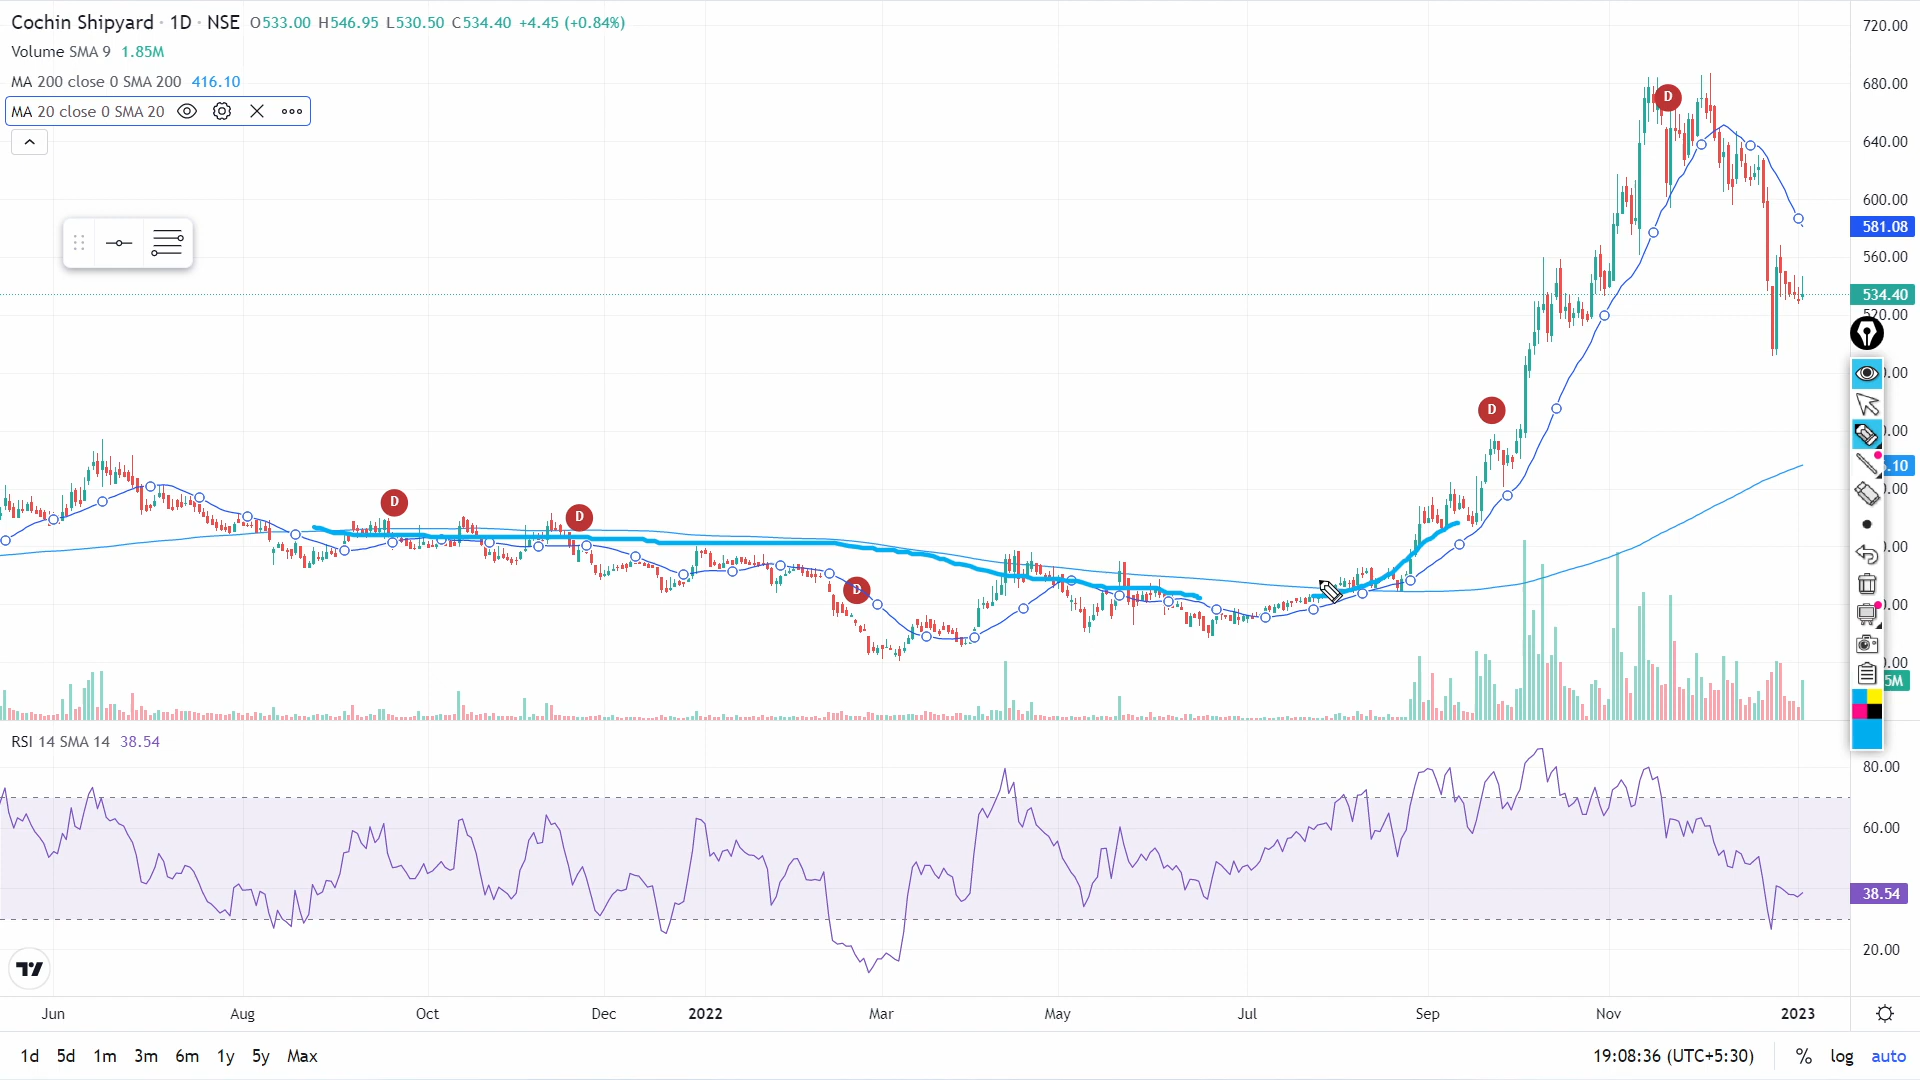 Cochin Shipyard · 1D · NSE O533.00 H546.95 L530.50 C534.40 +4.45 (+0.84%)
Volume SMA 9 1.85M
MA 200 close 0 SMA 200 416.10
MA 20 close 0 SMA 20
720.00
680.00
D
640.00
600.00
581.08
560.00
534.40
520.00
D
D
D
D
RSI 14 SMA 14 38.54
80.00
60.00
38.54
20.00
Jun Aug Oct Dec 2022 Mar May Jul Sep Nov 2023
1d 5d 1m 3m 6m 1y 5y Max 19:08:36 (UTC+5:30) % log auto